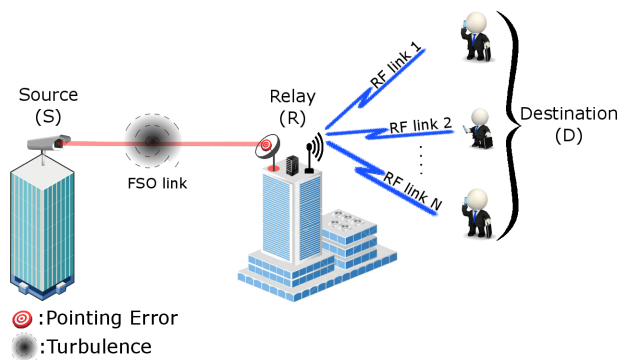 Source
(S)
FSO link
Relay
(R)
RF link 1
RF link 2
RF link N
Destination
(D)
:Pointing Error
:Turbulence